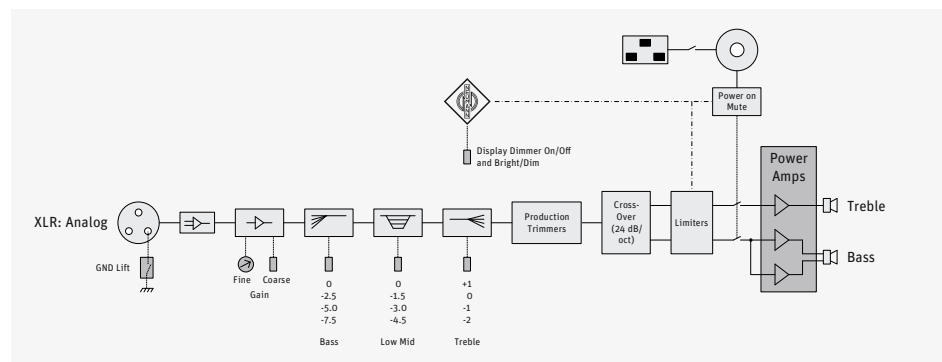 Power on
Mute
Display Dimmer On/Off
and Bright/Dim
Power
Amps
XLR: Analog
Production
Trimmers
Cross-
Over
(24 dB/
oct)
Limiters
Treble
Bass
GND Lift
Fine
Coarse
Gain
0
-2.5
-5.0
-7.5
Bass
0
-1.5
-3.0
-4.5
Low Mid
+1
0
-1
-2
Treble